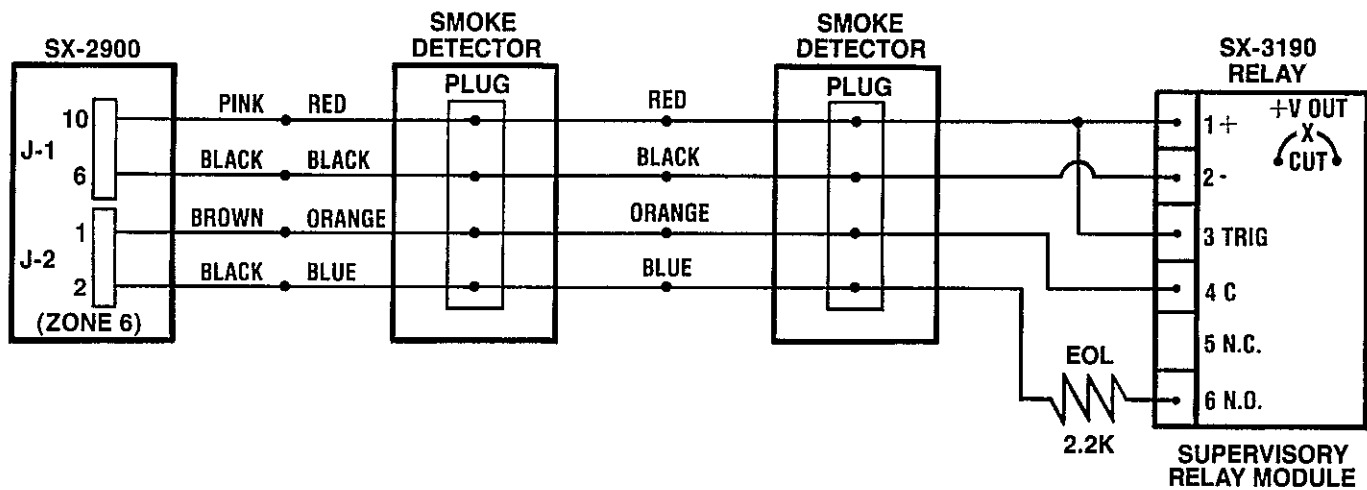 SX-2900
J-1
10
6
J-2
1
2
(ZONE 6)
PINK
RED
BLACK
BLACK
BROWN
ORANGE
BLACK
BLUE
SMOKE
DETECTOR
PLUG
RED
BLACK
ORANGE
BLUE
SMOKE
DETECTOR
PLUG
EOL
2.2K
SX-3190
RELAY
1 +
2 -
3 TRIG
4 C
5 N.C.
6 N.O.
+V OUT
X
CUT
SUPERVISORY
RELAY MODULE